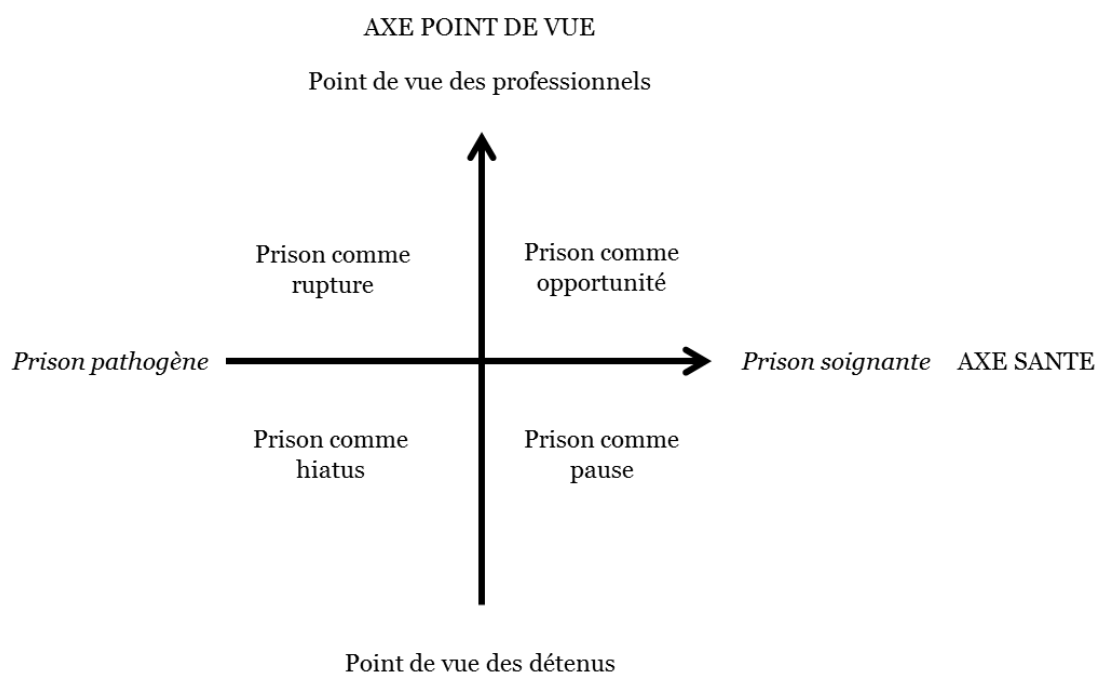 AXE POINT DE VUE
Point de vue des professionnels
Prison comme
rupture
Prison comme
opportunité
Prison pathogène
Prison soignante
AXE SANTE
Prison comme
hiatus
Prison comme
pause
Point de vue des détenus